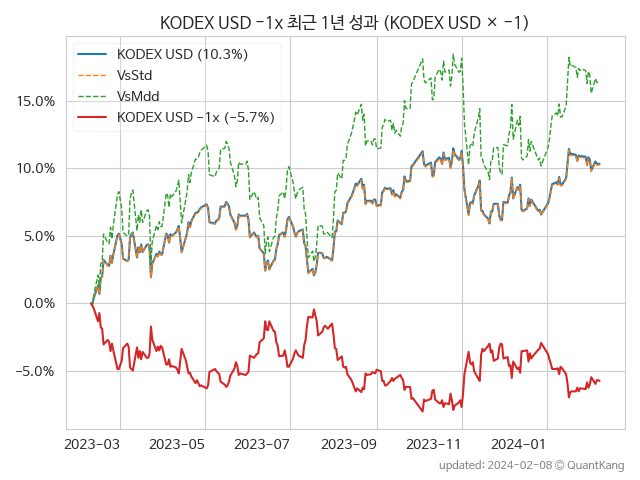 KODEX USD -1x 최근 1년 성과 (KODEX USD × -1)
KODEX USD (10.3%)
VsStd
VsMdd
KODEX USD -1x (-5.7%)
15.0%
10.0%
5.0%
0.0%
-5.0%
2023-03 2023-05 2023-07 2023-09 2023-11 2024-01
updated: 2024-02-08 © QuantKang